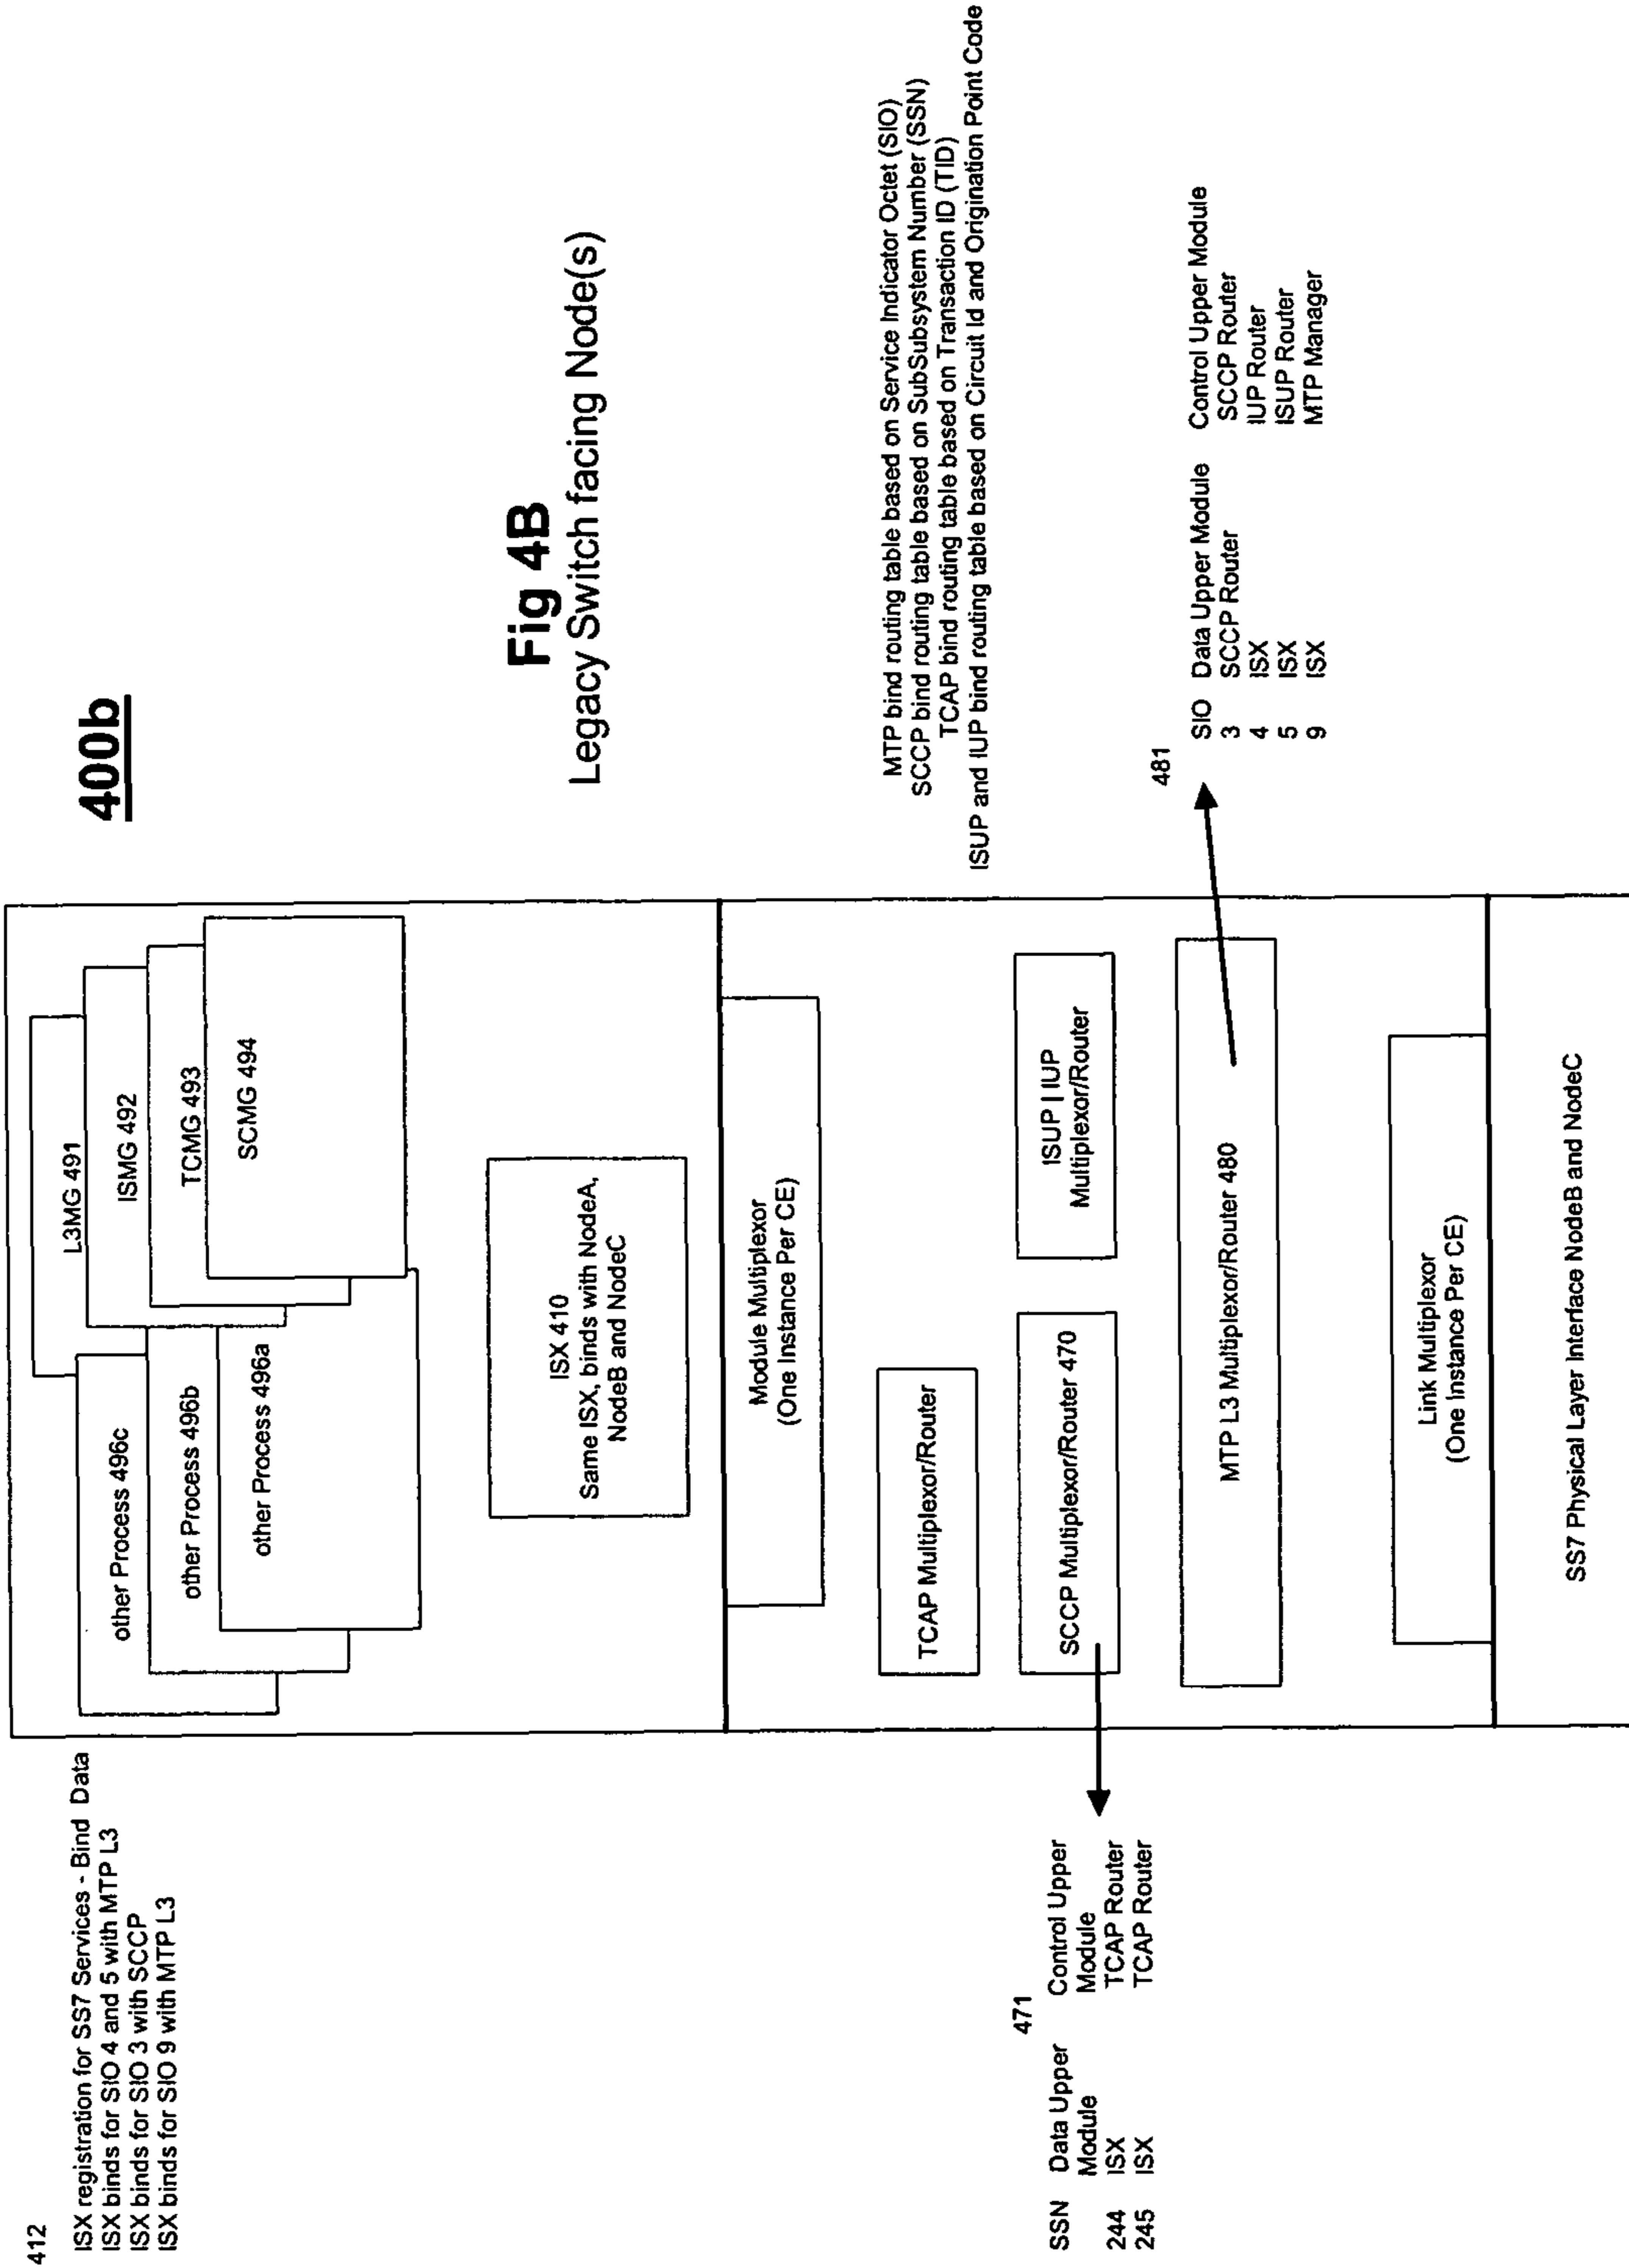 400b
Fig 4B
Legacy Switch facing Node(s)
412
ISX registration for SS7 Services - Bind Data
ISX binds for SIO 4 and 5 with MTP L3
ISX binds for SIO 3 with SCCP
ISX binds for SIO 9 with MTP L3
other Process 496c
other Process 496b
other Process 496a
L3MG 491
ISMG 492
TCMG 493
SCMG 494
ISX 410
Same ISX, binds with NodeA,
NodeB and NodeC
Module Multiplexor
(One Instance Per CE)
MTP bind routing table based on Service Indicator Octet (SIO)
SCCP bind routing table based on SubSubsystem Number (SSN)
TCAP bind routing table based on Transaction ID (TID)
ISUP and IUP bind routing table based on Circuit Id and Origination Point Code
TCAP Multiplexor/Router
SCCP Multiplexor/Router 470
ISUP | IUP
Multiplexor/Router
471
SSN Data Upper Control Upper
Module Module
244 ISX TCAP Router
245 ISX TCAP Router
MTP L3 Multiplexor/Router 480
481
SIO Data Upper Module Control Upper Module
3 SCCP Router SCCP Router
4 ISX IUP Router
5 ISX ISUP Router
9 ISX MTP Manager
Link Multiplexor
(One Instance Per CE)
SS7 Physical Layer Interface NodeB and NodeC